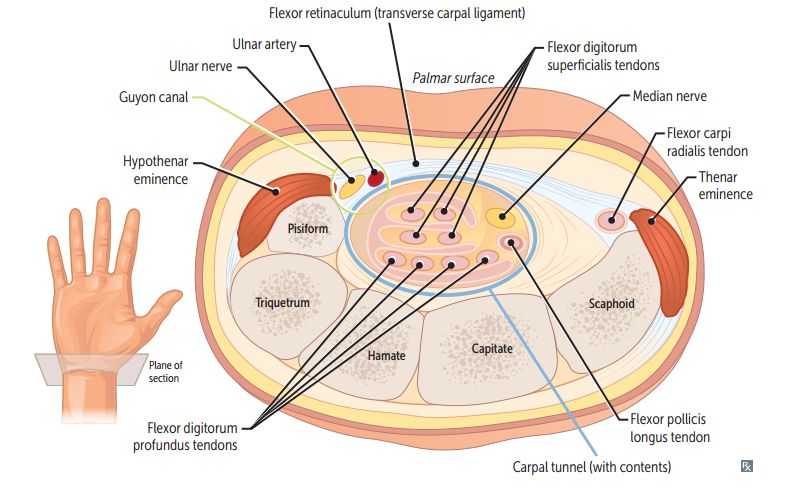 Flexor retinaculum (transverse carpal ligament)
Ulnar artery
Ulnar nerve
Guyon canal
Hypothenar
eminence
Palmar surface
Flexor digitorum
superficialis tendons
Median nerve
Flexor carpi
radialis tendon
Thenar
eminence
Pisiform
Triquetrum
Hamate
Capitate
Scaphoid
Plane of
section
Flexor digitorum
profundus tendons
Flexor pollicis
longus tendon
Carpal tunnel (with contents)
Rx